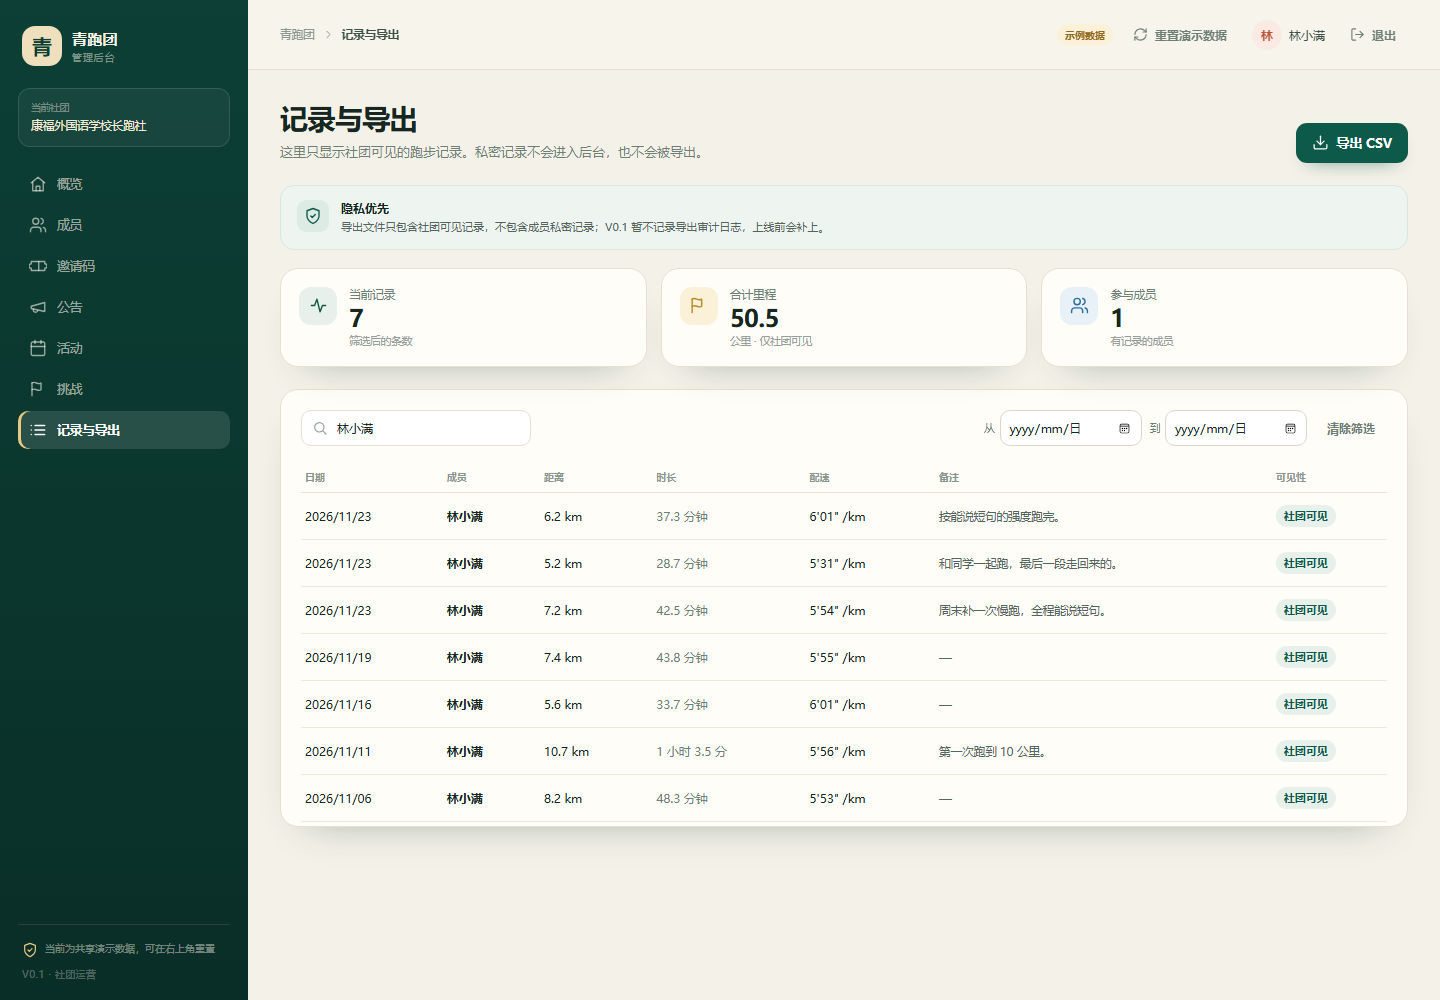 青
青跑团
管理后台
当前社团
康福外国语学校长跑社
概览
成员
邀请码
公告
活动
挑战
记录与导出
当前为共享演示数据，可在右上角重置
V0.1 · 社团运营
青跑团 > 记录与导出
示例数据
重置演示数据
林 林小满
退出
记录与导出
这里只显示社团可见的跑步记录。私密记录不会进入后台，也不会被导出。
导出 CSV
隐私优先
导出文件只包含社团可见记录，不包含成员私密记录；V0.1 暂不记录导出审计日志，上线前会补上。
当前记录
7
筛选后的条数
合计里程
50.5
公里 · 仅社团可见
参与成员
1
有记录的成员
林小满
从 yyyy/mm/日 到 yyyy/mm/日 清除筛选
日期 成员 距离 时长 配速 备注 可见性
2026/11/23 林小满 6.2 km 37.3 分钟 6'01" /km 按能说短句的强度跑完。 社团可见
2026/11/23 林小满 5.2 km 28.7 分钟 5'31" /km 和同学一起跑，最后一段走回来的。 社团可见
2026/11/23 林小满 7.2 km 42.5 分钟 5'54" /km 周末补一次慢跑，全程能说短句。 社团可见
2026/11/19 林小满 7.4 km 43.8 分钟 5'55" /km — 社团可见
2026/11/16 林小满 5.6 km 33.7 分钟 6'01" /km — 社团可见
2026/11/11 林小满 10.7 km 1 小时 3.5 分 5'56" /km 第一次跑到 10 公里。 社团可见
2026/11/06 林小满 8.2 km 48.3 分钟 5'53" /km — 社团可见